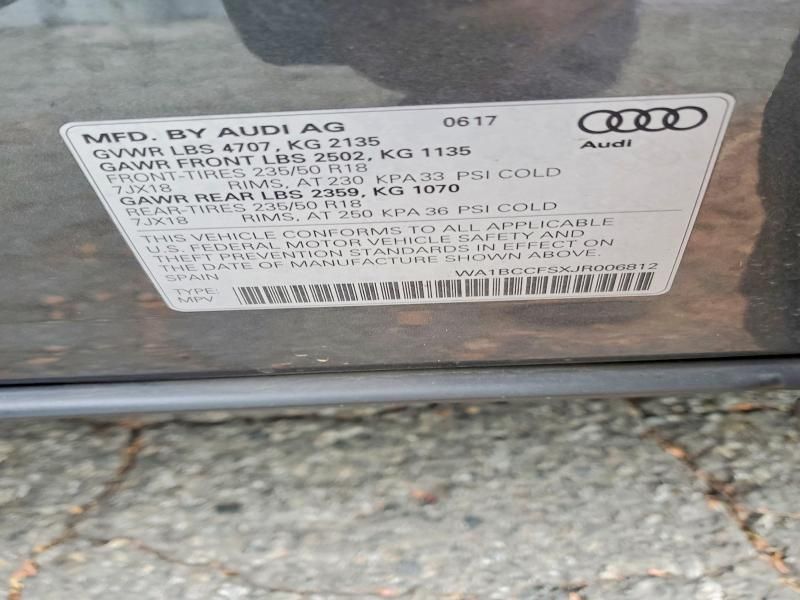 MFD. BY AUDI AG 0617
GVWR LBS 4707, KG 2135
GAWR FRONT LBS 2502, KG 1135
FRONT-TIRES 235/50 R18
7JX18 RIMS, AT 230 KPA 33 PSI COLD
GAWR REAR LBS 2359, KG 1070
REAR-TIRES 235/50 R18
7JX18 RIMS, AT 250 KPA 36 PSI COLD
Audi
THIS VEHICLE CONFORMS TO ALL APPLICABLE
U.S. FEDERAL MOTOR VEHICLE SAFETY AND
THEFT PREVENTION STANDARDS IN EFFECT ON
THE DATE OF MANUFACTURE SHOWN ABOVE.
SPAIN WA1BCCFSXJR006812
TYPE:
MPV